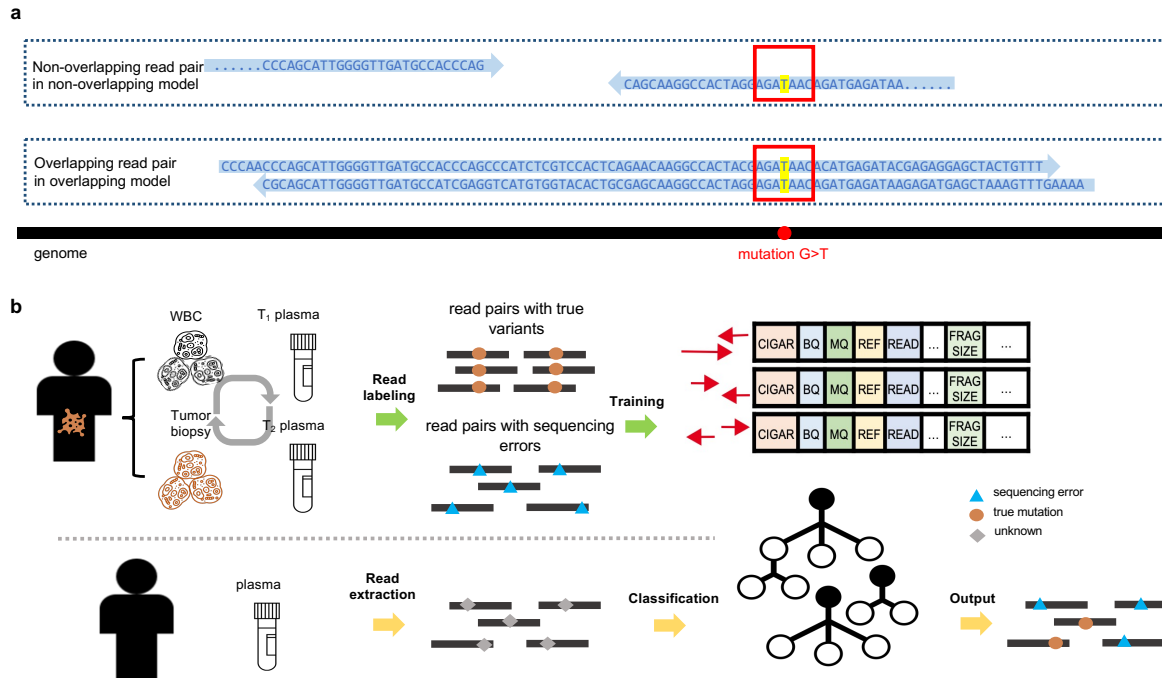 a
Non-overlapping read pair
in non-overlapping model
......CCCAGCATTGGGGTTGATGCCACCCAG
CAGCAAGGCCACTAGGAGATAACAGATGAGATAA......
Overlapping read pair
in overlapping model
CCCAACCCAGCATTGGGGTTGATGCCACCCAGCCCATCTCGTCCACTCAGAACAAGGCCACTACGAGATAACACATGAGATACGAGAGGAGCTACTGTTT
CGCAGCATTGGGGTTGATGCCATCGAGGTCATGTGGTACACTGCGAGCAAGGCCACTAGGAGATAACAGATGAGATAAGAGATGAGCTAAAGTTTGAAAA
genome
mutation G>T
b
WBC
T₁ plasma
Tumor
biopsy
T₂ plasma
Read
labeling
read pairs with true
variants
read pairs with sequencing
errors
Training
CIGAR BQ MQ REF READ ... FRAG SIZE ...
CIGAR BQ MQ REF READ ... FRAG SIZE ...
CIGAR BQ MQ REF READ ... FRAG SIZE ...
sequencing error
true mutation
unknown
plasma
Read
extraction
Classification
Output